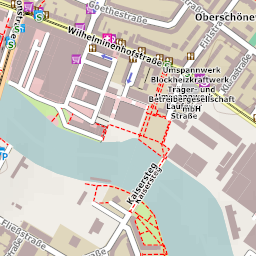 Goethestraße
Oberschöne
Wilhelminenhofstraße
Umspannwerk
Blockheizkraftwerk
Träger- und
Betreibergesellschaft
mbH
Straße
Kaisersteg
Kaisersteg
Fließstraße